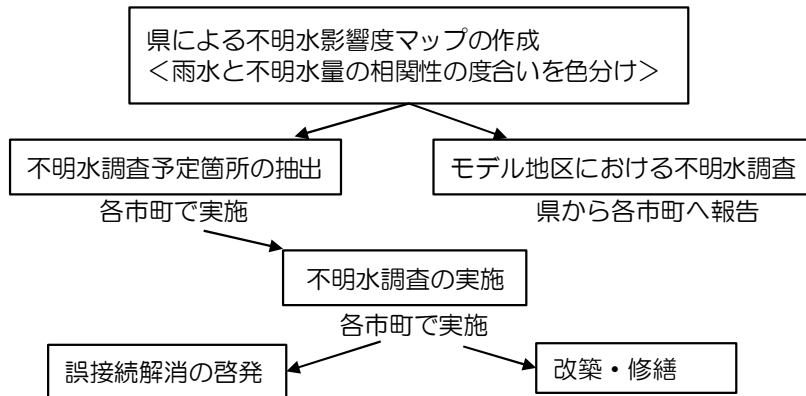 県による不明水影響度マップの作成
＜雨水と不明水量の相関性の度合いを色分け＞
不明水調査予定箇所の抽出
モデル地区における不明水調査
各市町で実施
県から各市町へ報告
不明水調査の実施
各市町で実施
誤接続解消の啓発
改築・修繕